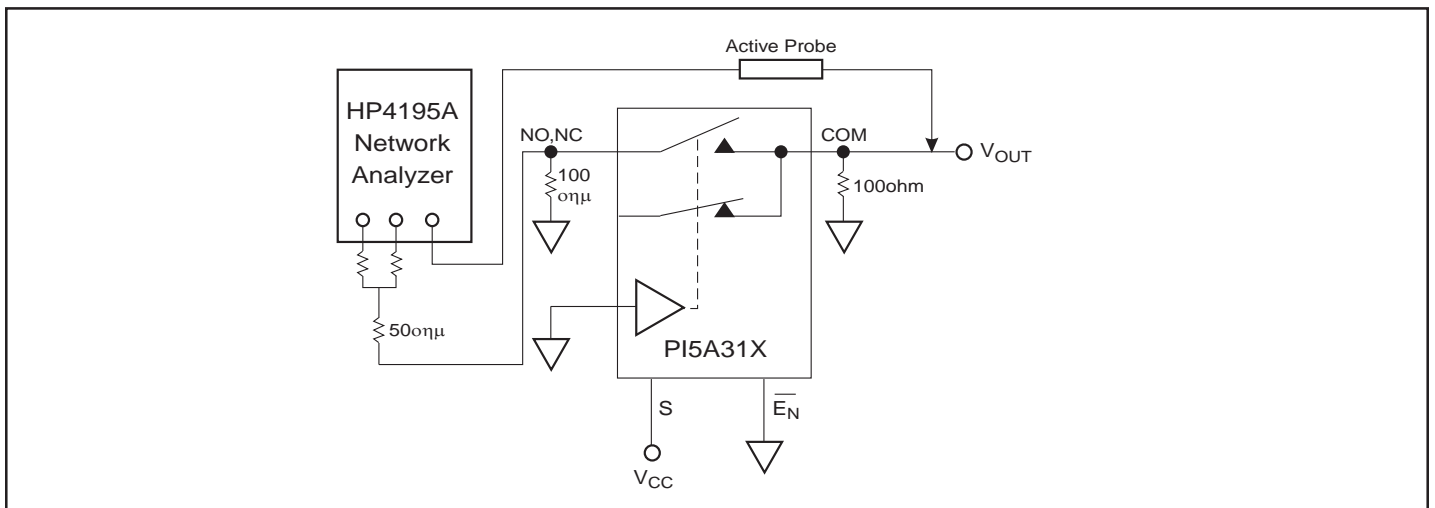 Active Probe
HP4195A
Network
Analyzer
NO,NC
COM
VOUT
100
οημ
100ohm
50οημ
PI5A31X
S
EN
VCC